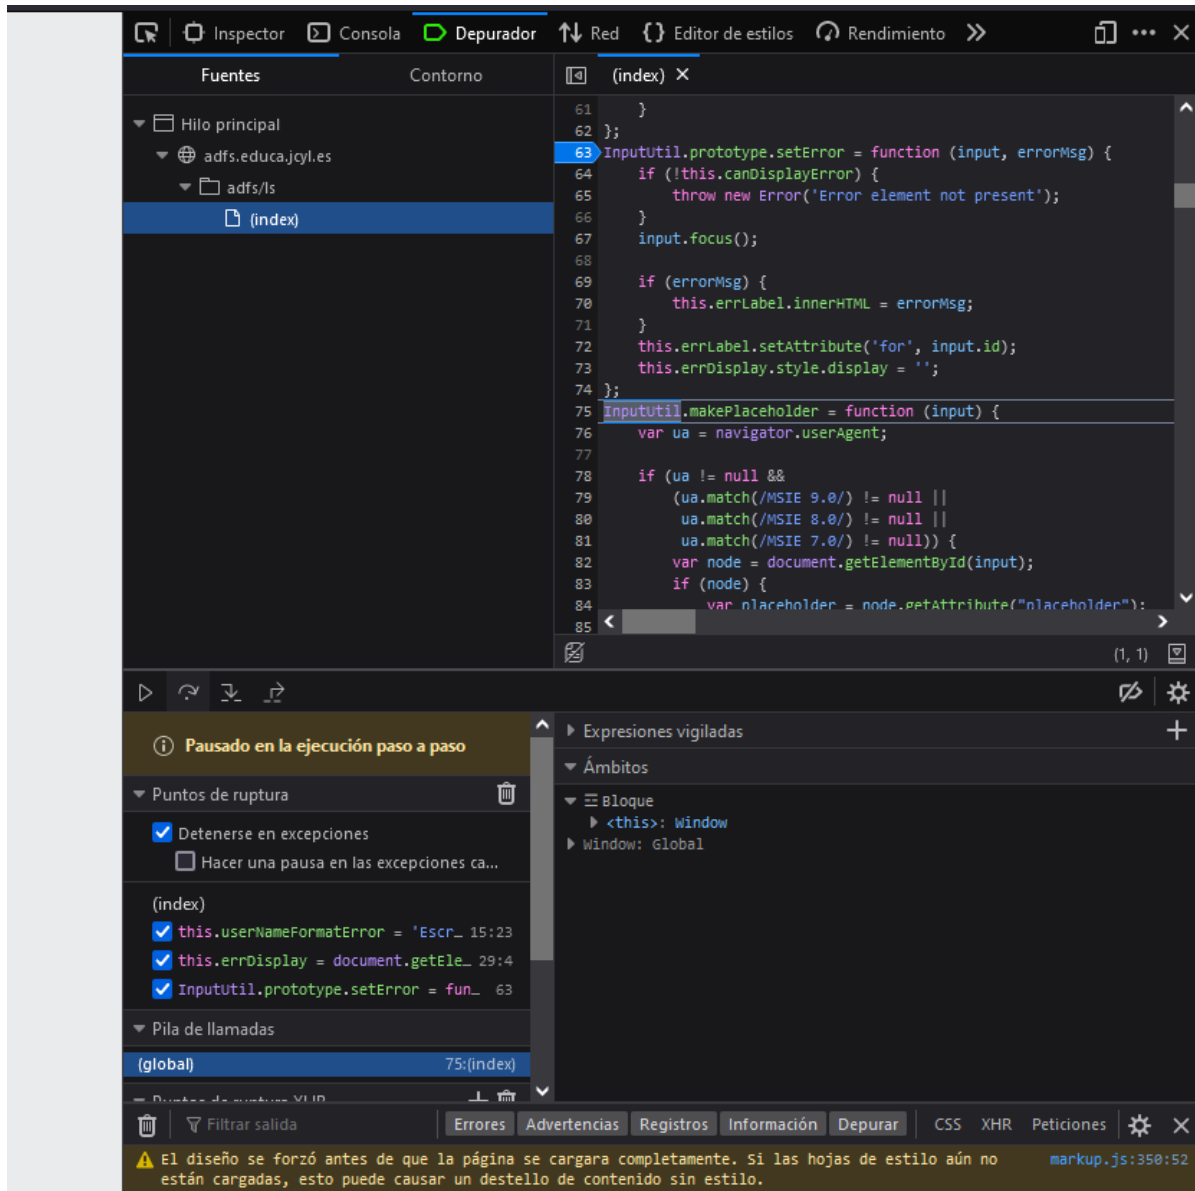 Inspector Consola Depurador Red Editor de estilos Rendimiento
Fuentes Contorno (index)
Hilo principal
adfs.educa.jcyl.es
adfs/ls
(index)
61 }
62 };
63 InputUtil.prototype.setError = function (input, errorMsg) {
64 if (!this.canDisplayError) {
65 throw new Error('Error element not present');
66 }
67 input.focus();
68
69 if (errorMsg) {
70 this.errLabel.innerHTML = errorMsg;
71 }
72 this.errLabel.setAttribute('for', input.id);
73 this.errDisplay.style.display = '';
74 };
75 InputUtil.makePlaceholder = function (input) {
76 var ua = navigator.userAgent;
77
78 if (ua != null &&
79 (ua.match(/MSIE 9.0/) != null ||
80 ua.match(/MSIE 8.0/) != null ||
81 ua.match(/MSIE 7.0/) != null)) {
82 var node = document.getElementById(input);
83 if (node) {
84 var placeholder = node.getAttribute("placeholder");
85
(1, 1)
Pausado en la ejecución paso a paso
Puntos de ruptura
Detenerse en excepciones
Hacer una pausa en las excepciones ca...
(index)
this.userNameFormatError = 'Escr… 15:23
this.errDisplay = document.getEle… 29:4
InputUtil.prototype.setError = fun… 63
Pila de llamadas
(global) 75:(index)
Puntos de ruptura XHR
Expresiones vigiladas
Ámbitos
Bloque
<this>: Window
Window: Global
Filtrar salida Errores Advertencias Registros Información Depurar CSS XHR Peticiones
El diseño se forzó antes de que la página se cargara completamente. Si las hojas de estilo aún no markup.js:350:52
están cargadas, esto puede causar un destello de contenido sin estilo.